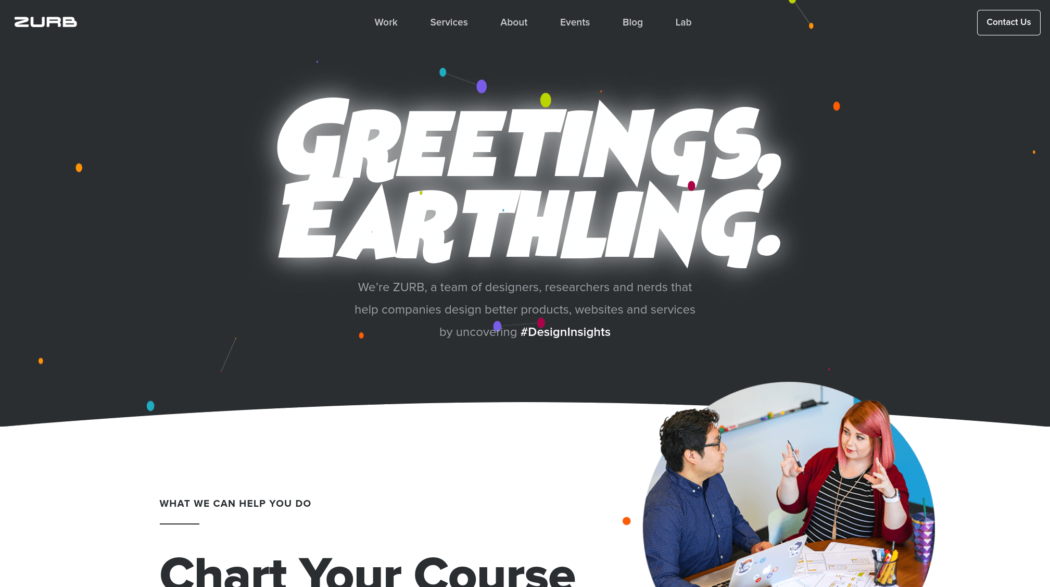 ZURB
Work
Services
About
Events
Blog
Lab
Contact Us
GREETINGS,
EARTHLING.
We're ZURB, a team of designers, researchers and nerds that
help companies design better products, websites and services
by uncovering #DesignInsights
WHAT WE CAN HELP YOU DO
Chart Your Course